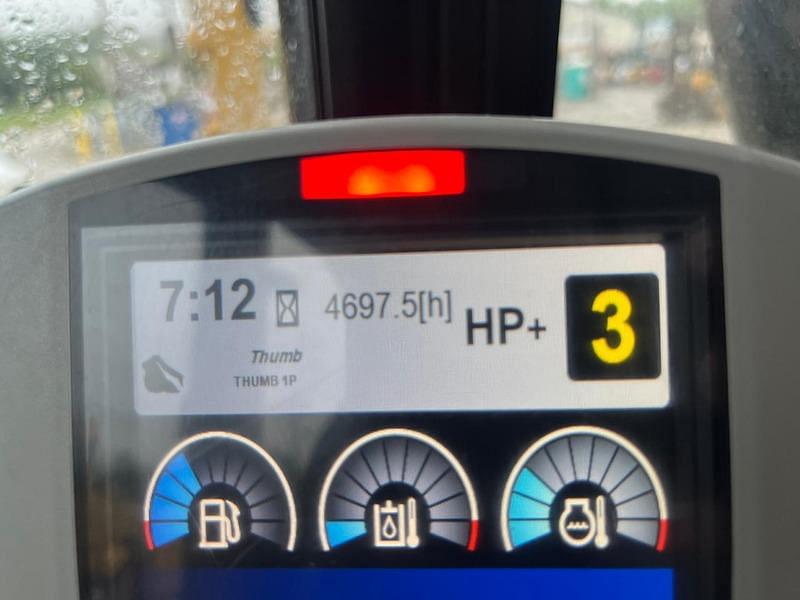 7:12 4697.5[h] HP+ 3
Thumb
THUMB 1P